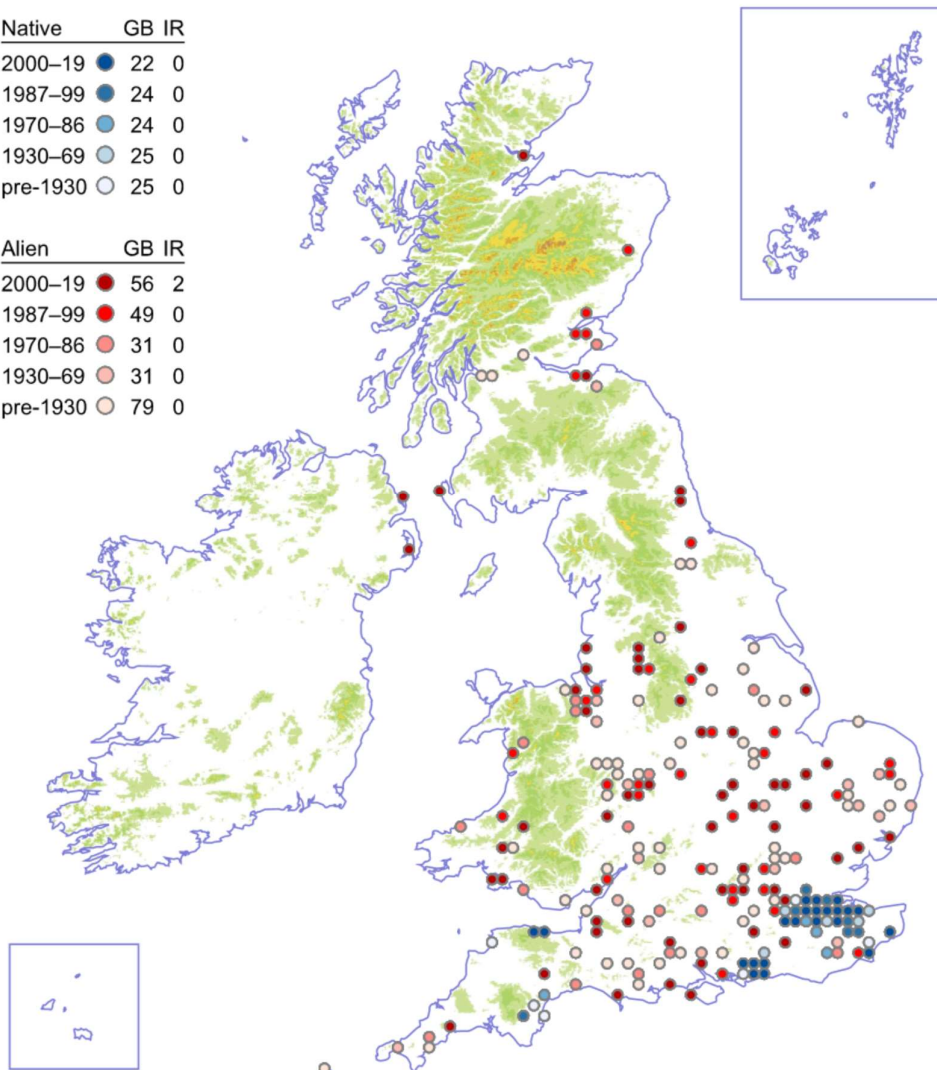 Native GB IR
2000–19 22 0
1987–99 24 0
1970–86 24 0
1930–69 25 0
pre-1930 25 0
Alien GB IR
2000–19 56 2
1987–99 49 0
1970–86 31 0
1930–69 31 0
pre-1930 79 0